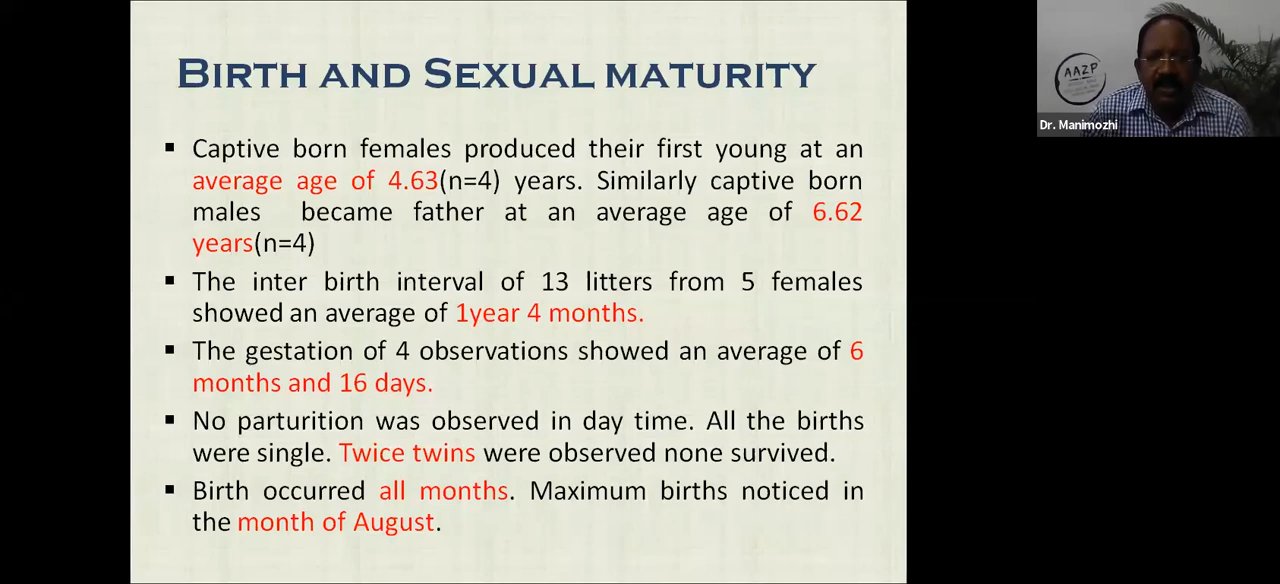 BIRTH AND SEXUAL MATURITY
▪ Captive born females produced their first young at an
average age of 4.63(n=4) years. Similarly captive born
males became father at an average age of 6.62
years(n=4)
▪ The inter birth interval of 13 litters from 5 females
showed an average of 1year 4 months.
▪ The gestation of 4 observations showed an average of 6
months and 16 days.
▪ No parturition was observed in day time. All the births
were single. Twice twins were observed none survived.
▪ Birth occurred all months. Maximum births noticed in
the month of August.
AAZP
Dr. Manimozhi